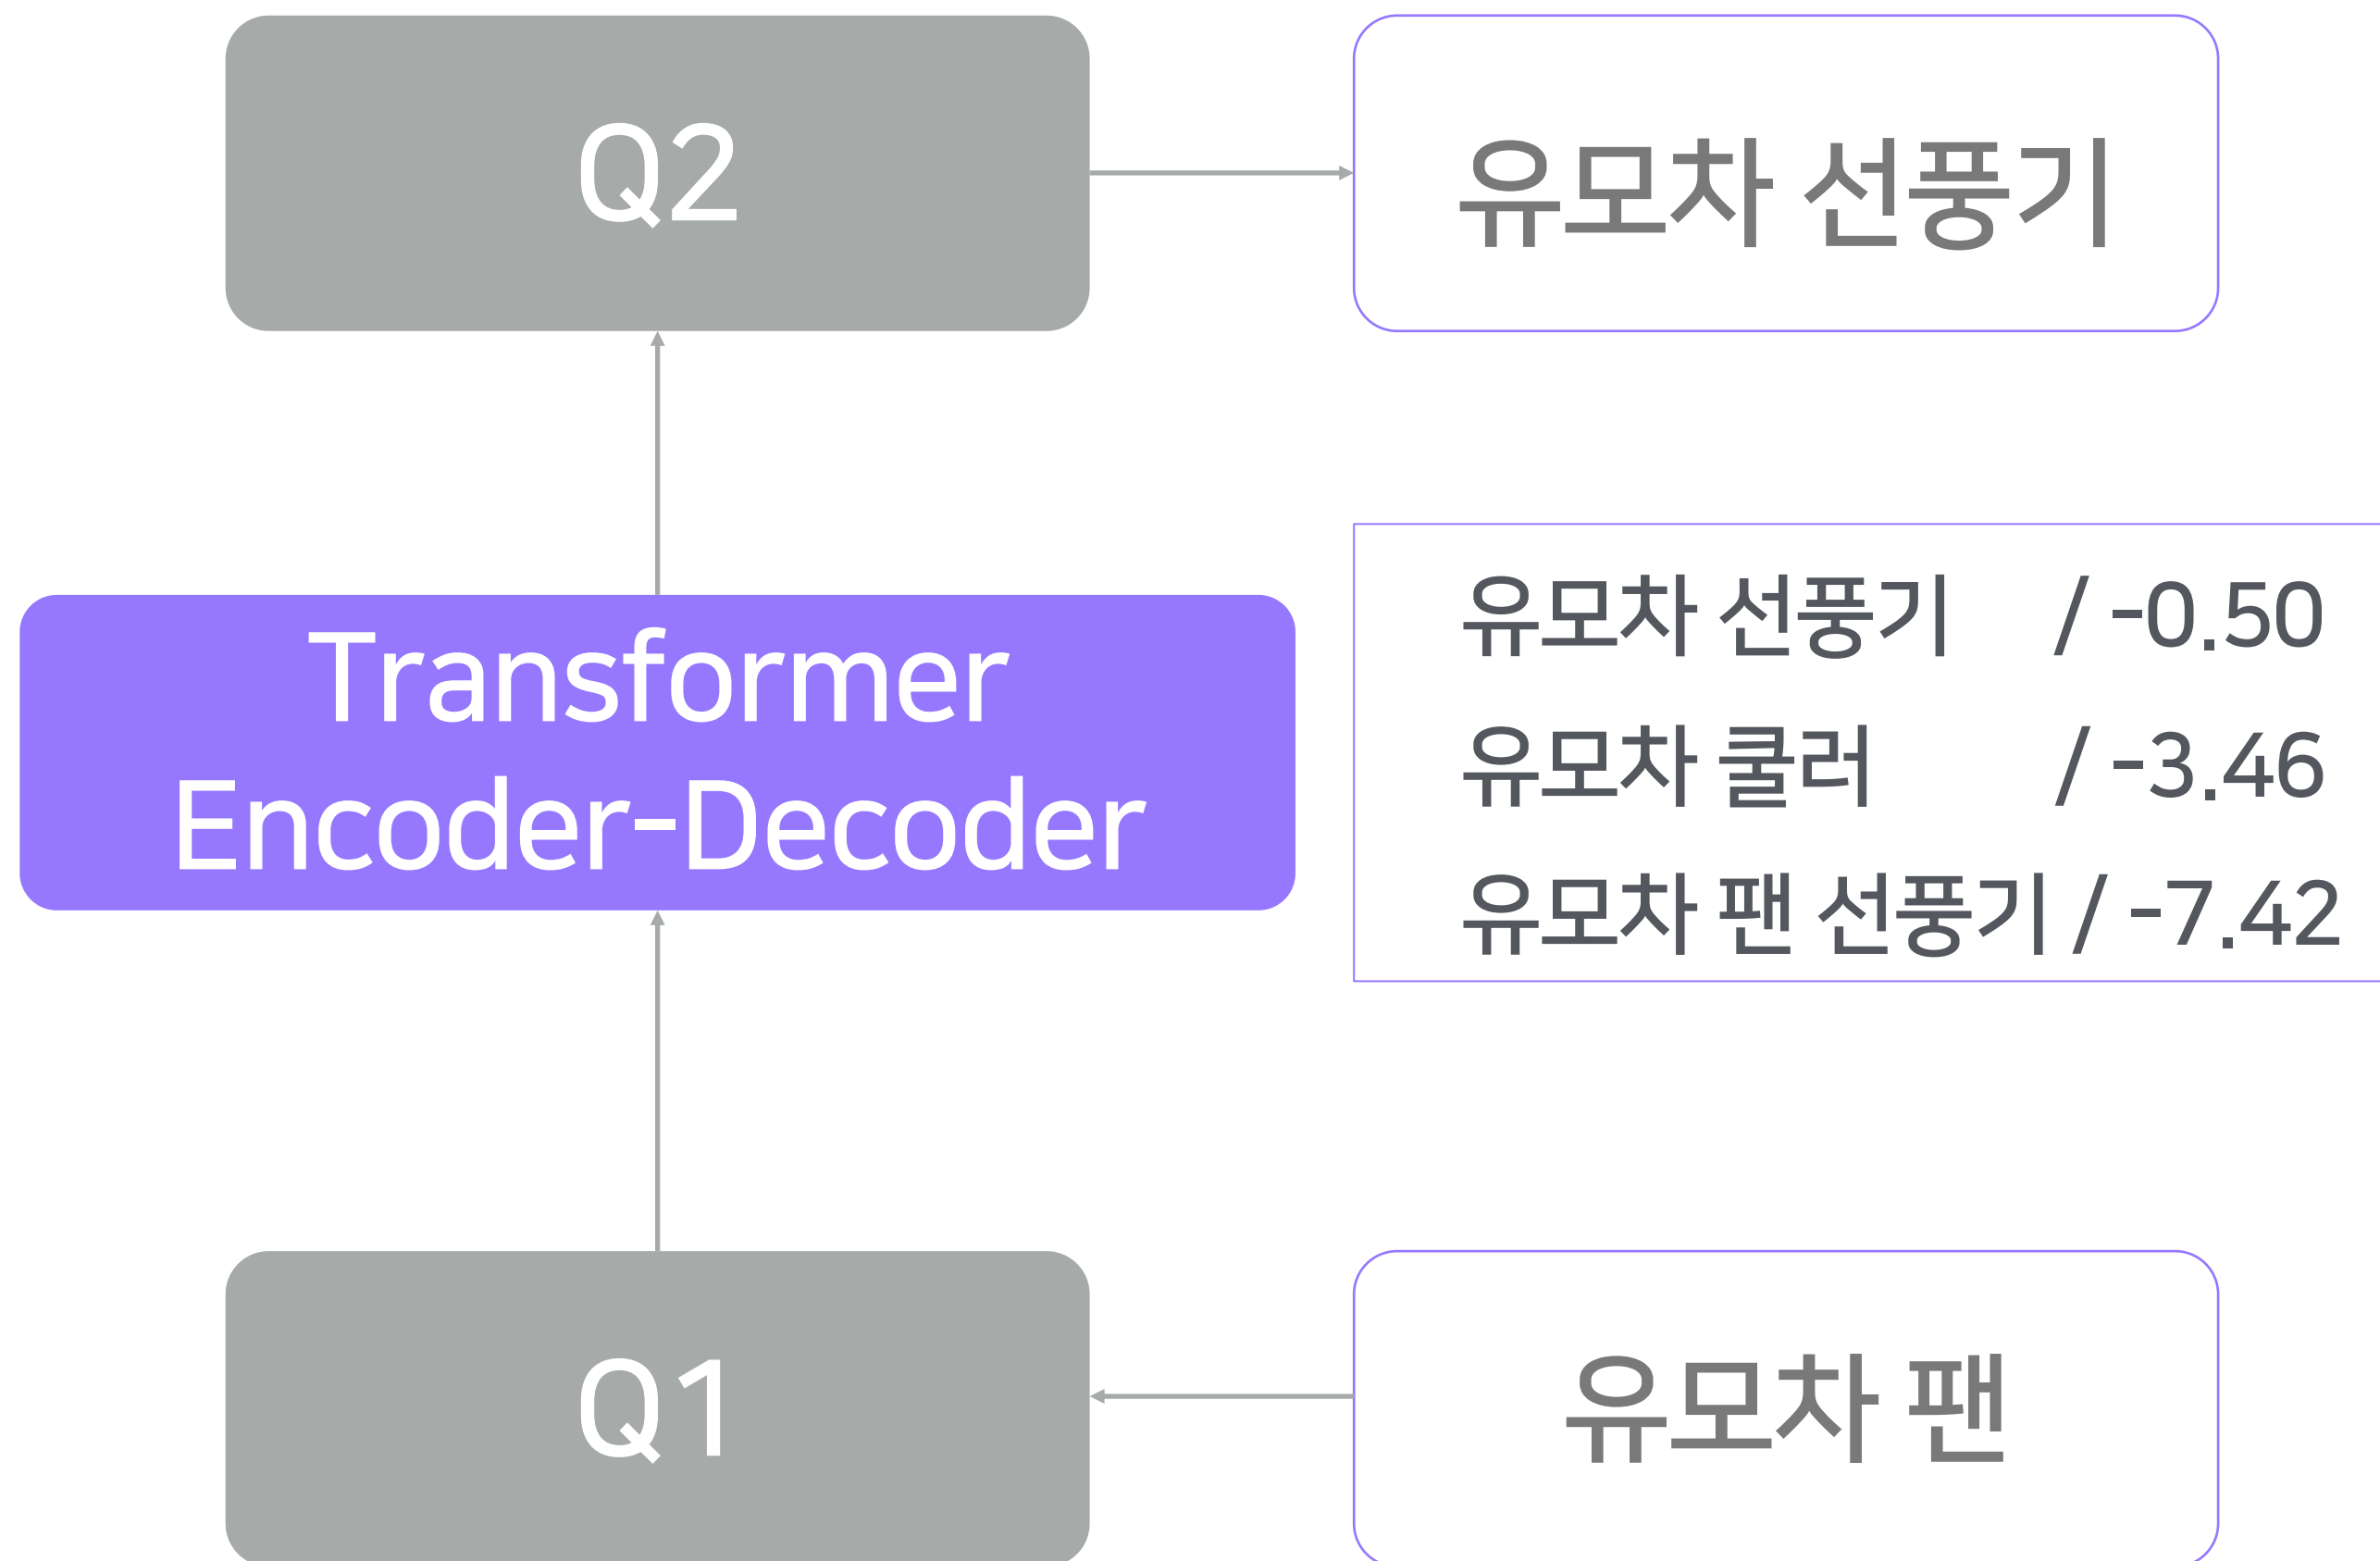 Q2
유모차 선풍기
Transformer
Encoder-Decoder
유모차 선풍기 / -0.50
유모차 쿨러 / -3.46
유모차 팬 선풍기 / -7.42
Q1
유모차 팬